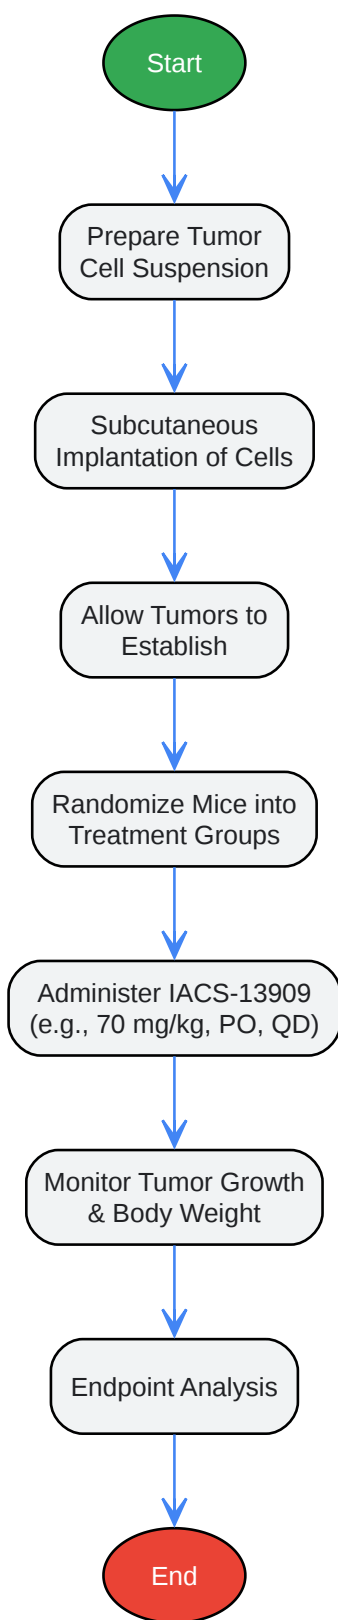 Start
Prepare Tumor
Cell Suspension
Subcutaneous
Implantation of Cells
Allow Tumors to
Establish
Randomize Mice into
Treatment Groups
Administer IACS-13909
(e.g., 70 mg/kg, PO, QD)
Monitor Tumor Growth
& Body Weight
Endpoint Analysis
End